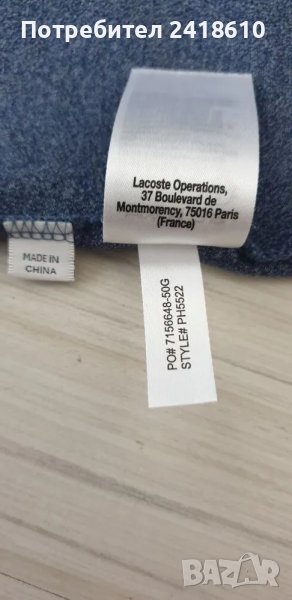 Потребител 2418610
Lacoste Operations,
37 Boulevard de
Montmorency, 75016 Paris
(France)
MADE IN
CHINA
PO# 7156648-50G
STYLE# PH5522
BAZAR